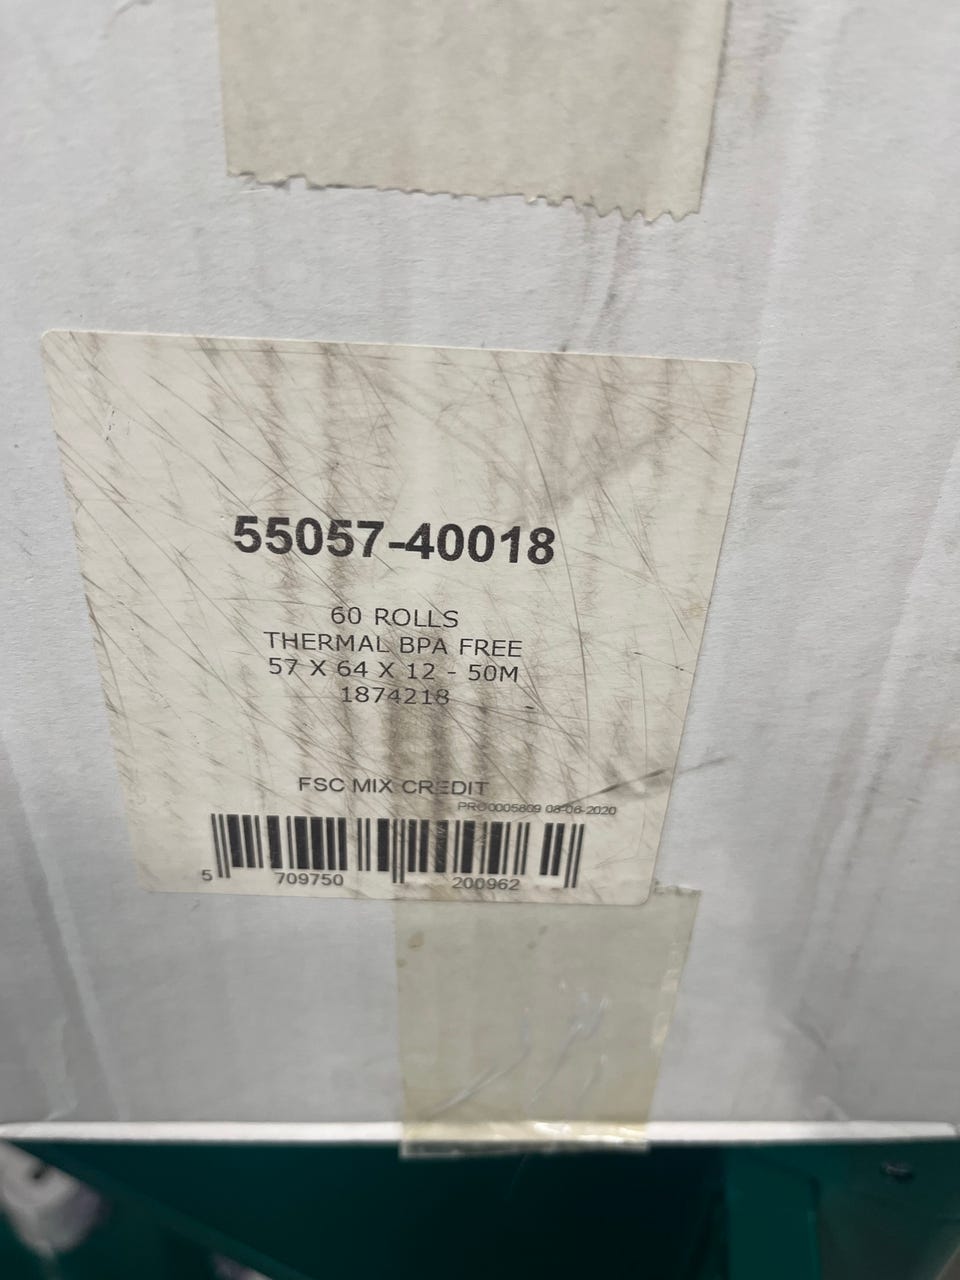 55057-40018
60 ROLLS
THERMAL BPA FREE
57 X 64 X 12 - 50M
1874218
FSC MIX CREDIT
PRO0005809 08-06-2020
5 709750 200962